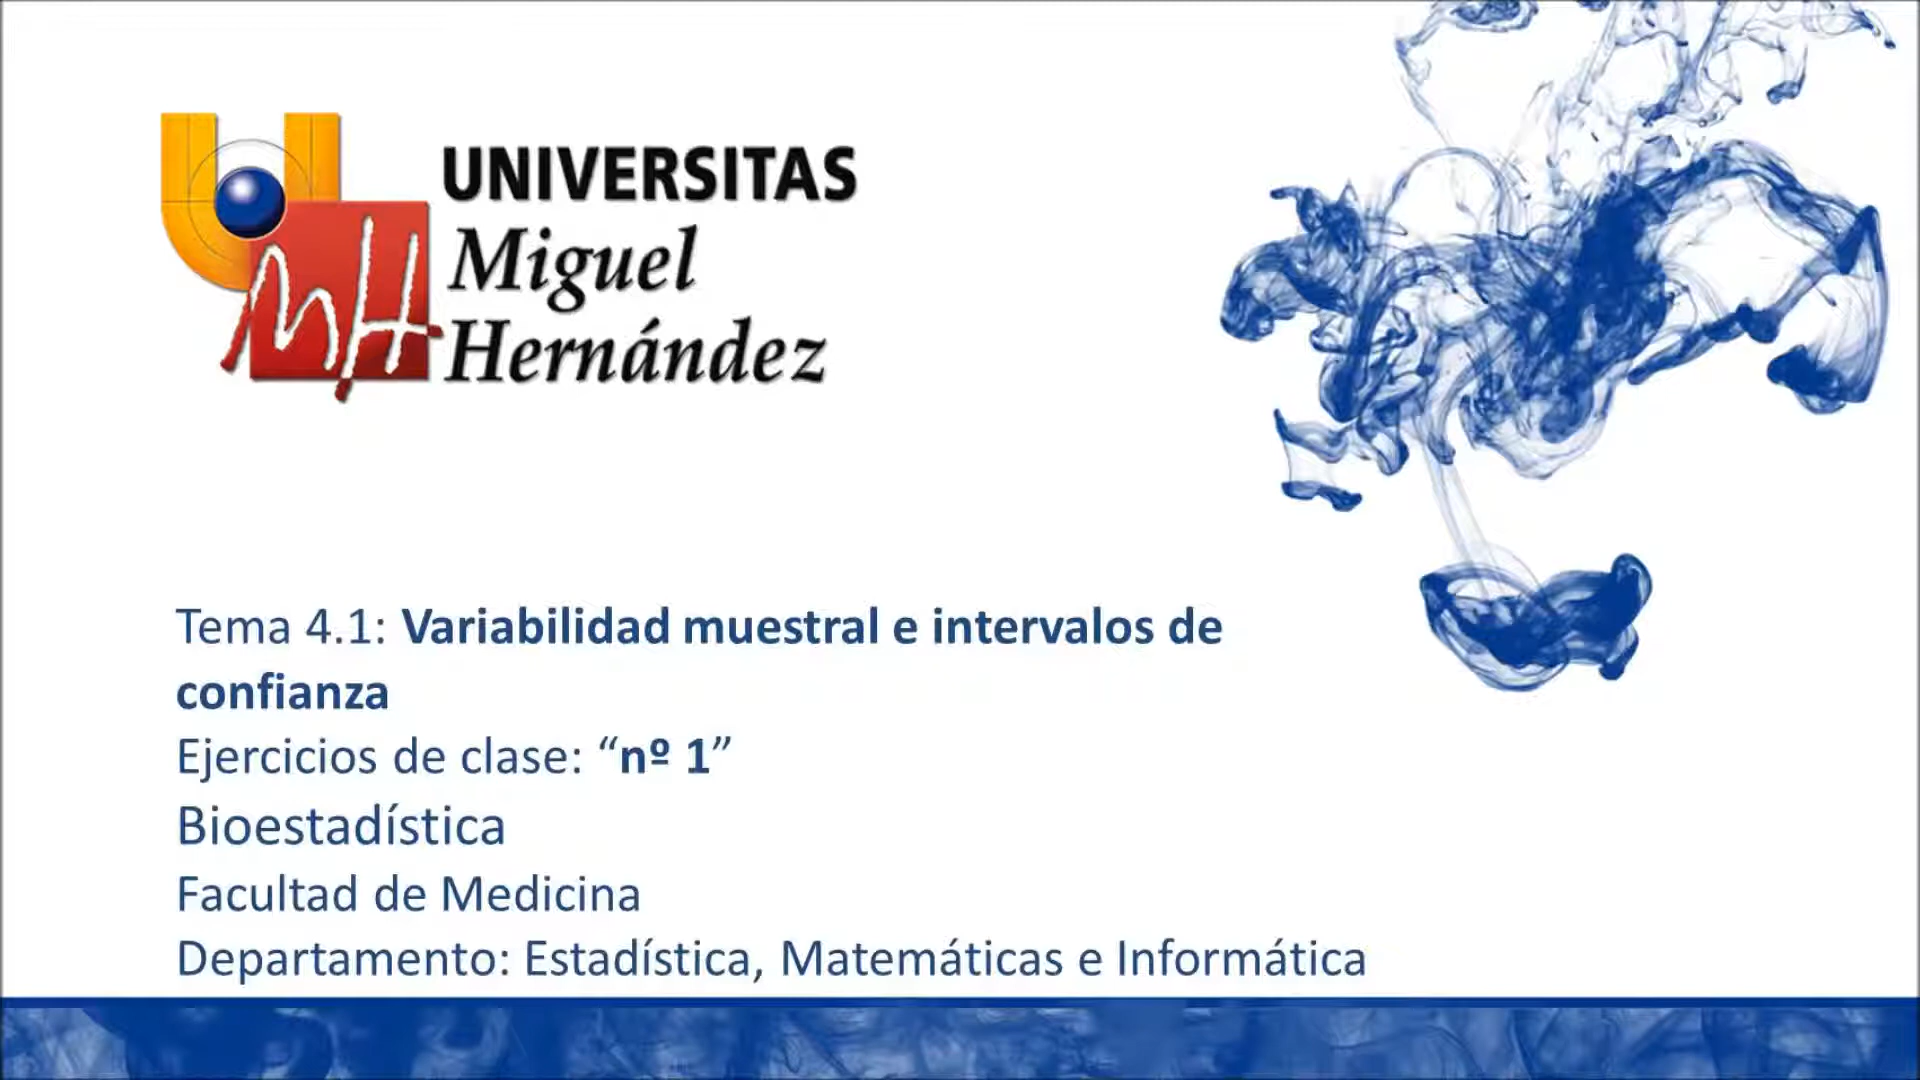 UNIVERSITAS
Miguel
Hernández
MH
Tema 4.1: Variabilidad muestral e intervalos de
confianza
Ejercicios de clase: “nº 1”
Bioestadística
Facultad de Medicina
Departamento: Estadística, Matemáticas e Informática